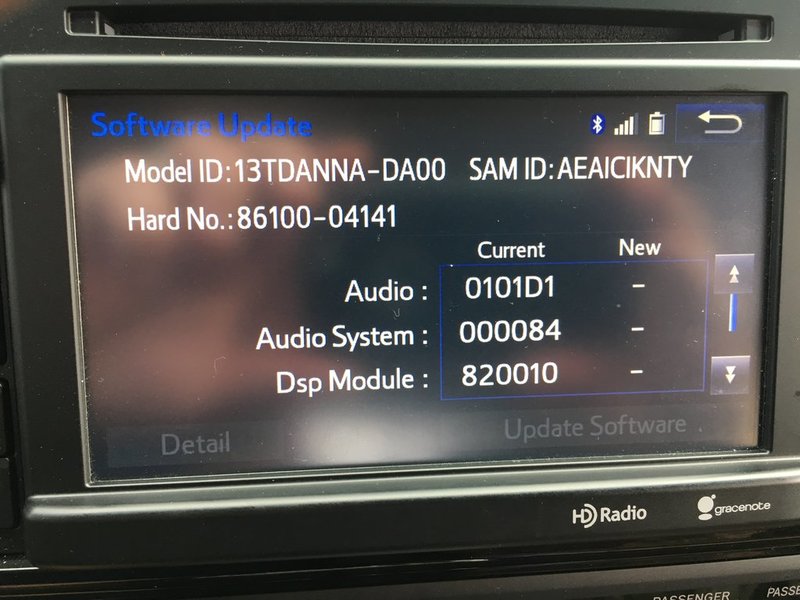 Software Update
Model ID:13TDANNA-DA00 SAM ID:AEAICIKNTY
Hard No.:86100-04141
Current New
Audio : 0101D1 -
Audio System : 000084 -
Dsp Module : 820010 -
Detail Update Software
HD Radio gracenote
PASSENGER